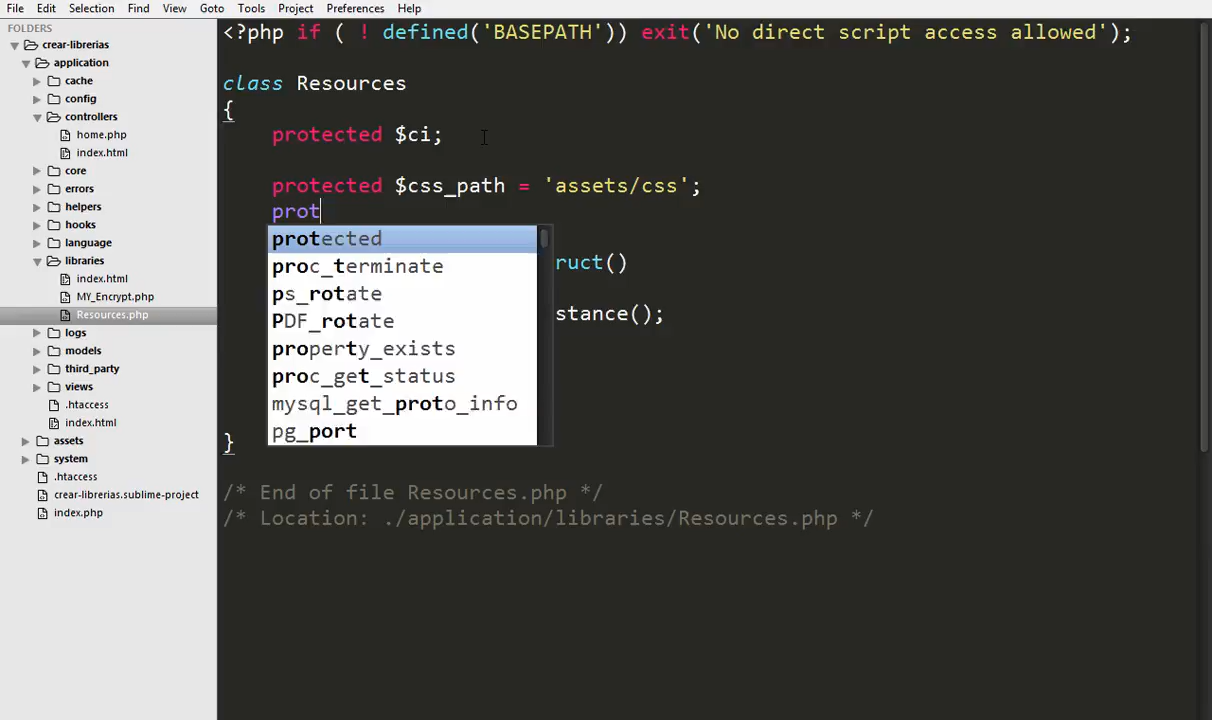 File Edit Selection Find View Goto Tools Project Preferences Help
FOLDERS
crear-librerias
application
cache
config
controllers
home.php
index.html
core
errors
helpers
hooks
language
libraries
index.html
MY_Encrypt.php
Resources.php
logs
models
third_party
views
.htaccess
index.html
assets
system
.htaccess
crear-librerias.sublime-project
index.php
<?php if ( ! defined('BASEPATH')) exit('No direct script access allowed');
class Resources
{
protected $ci;
protected $css_path = 'assets/css';
prot
protected
proc_terminate
ruct()
ps_rotate
stance();
PDF_rotate
property_exists
proc_get_status
mysql_get_proto_info
pg_port
}
/* End of file Resources.php */
/* Location: ./application/libraries/Resources.php */